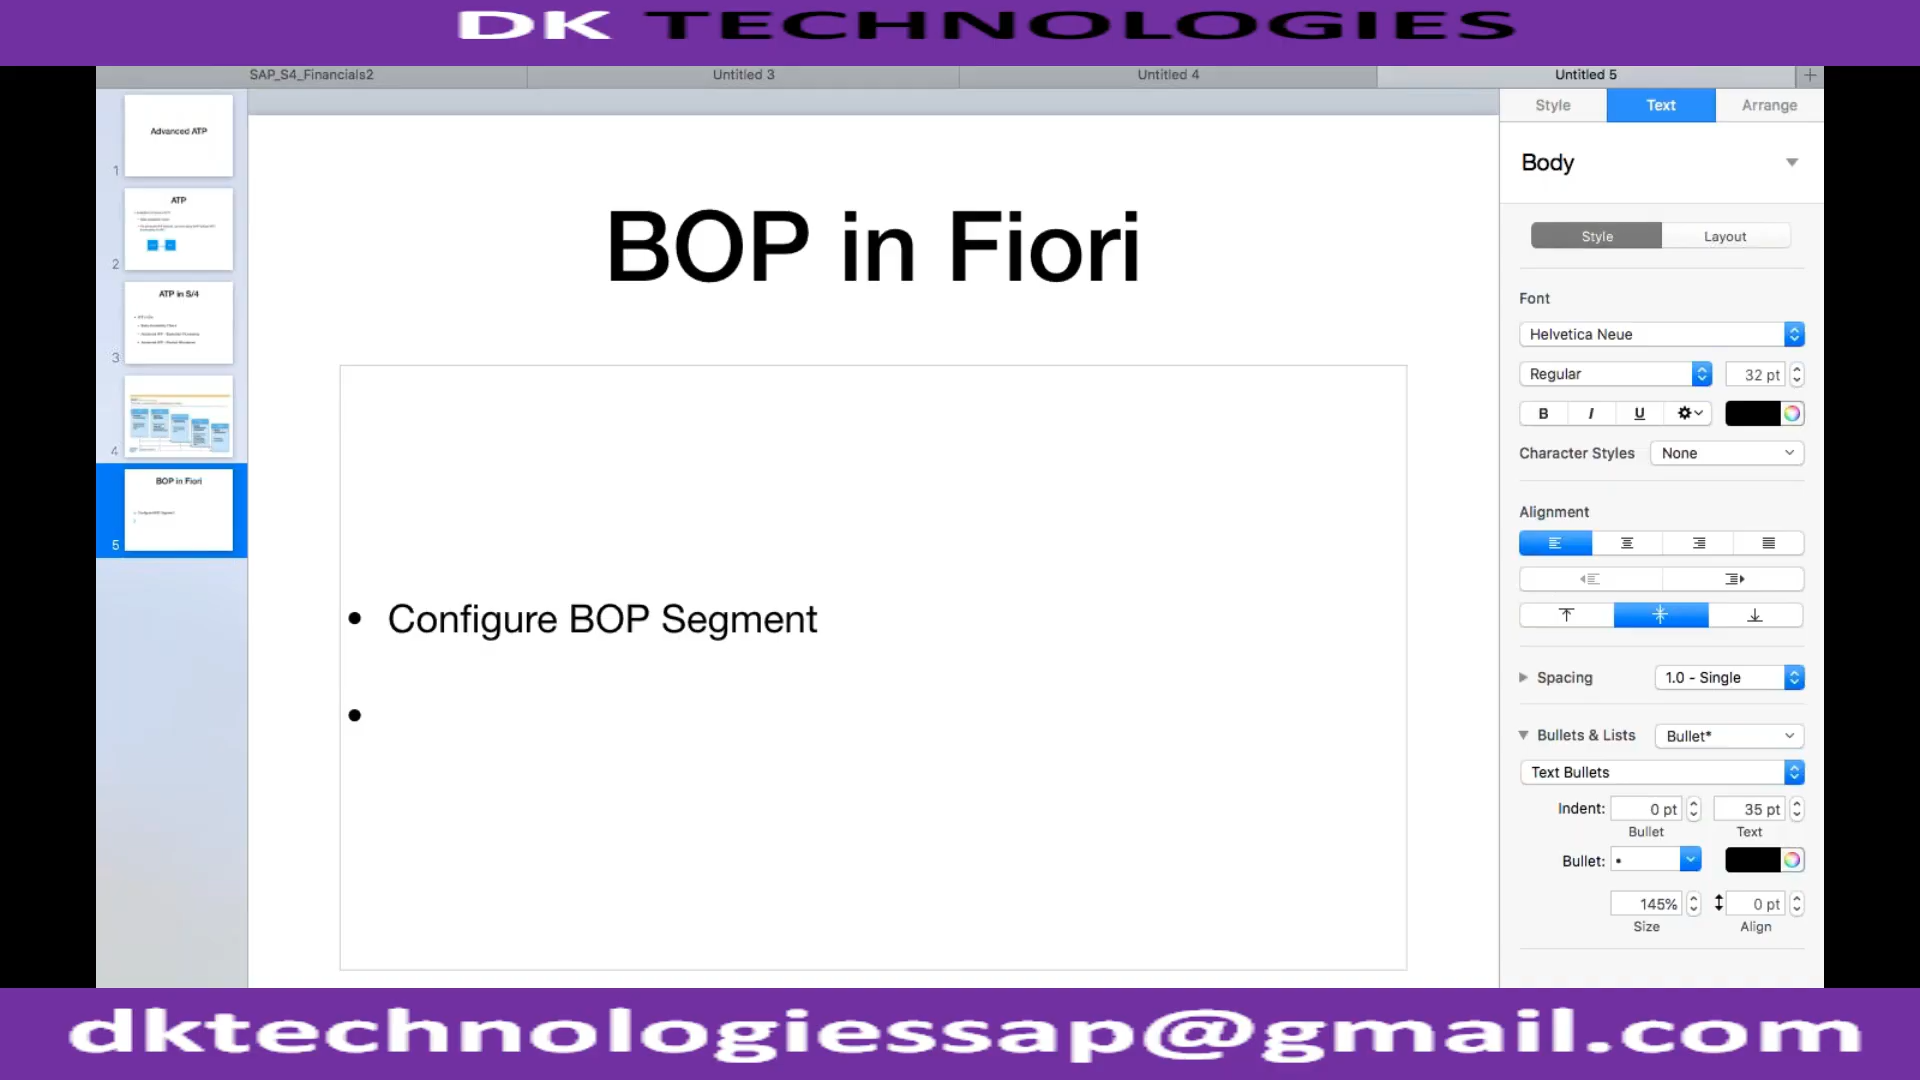 DK TECHNOLOGIES
SAP_S4_Financials2
Untitled 3
Untitled 4
Untitled 5
+
Style
Text
Arrange
Advanced ATP
1
ATP
2
ATP in S/4
3
4
BOP in Fiori
5
BOP in Fiori
• Configure BOP Segment
•
Body
Style
Layout
Font
Helvetica Neue
Regular
32 pt
B
I
U
Character Styles
None
Alignment
Spacing
1.0 - Single
Bullets & Lists
Bullet*
Text Bullets
Indent:
0 pt
35 pt
Bullet
Text
Bullet:
•
145%
0 pt
Size
Align
dktechnologiessap@gmail.com